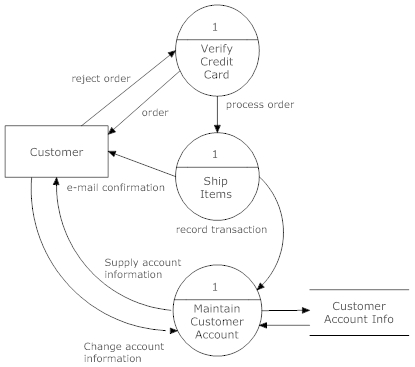 1
Verify
Credit
Card
reject order
order
process order
Customer
1
Ship
Items
e-mail confirmation
record transaction
Supply account
information
1
Maintain
Customer
Account
Customer
Account Info
Change account
information